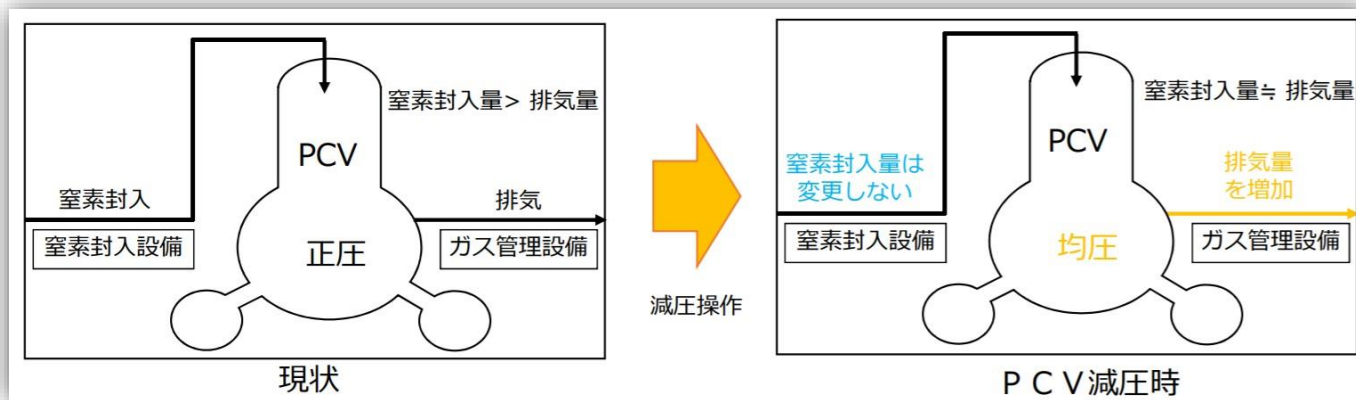 窒素封入量> 排気量
PCV
窒素封入
排気
窒素封入設備
正圧
ガス管理設備
現状
減圧操作
窒素封入量≒ 排気量
PCV
窒素封入量は
変更しない
排気量
を増加
窒素封入設備
均圧
ガス管理設備
ＰＣＶ減圧時